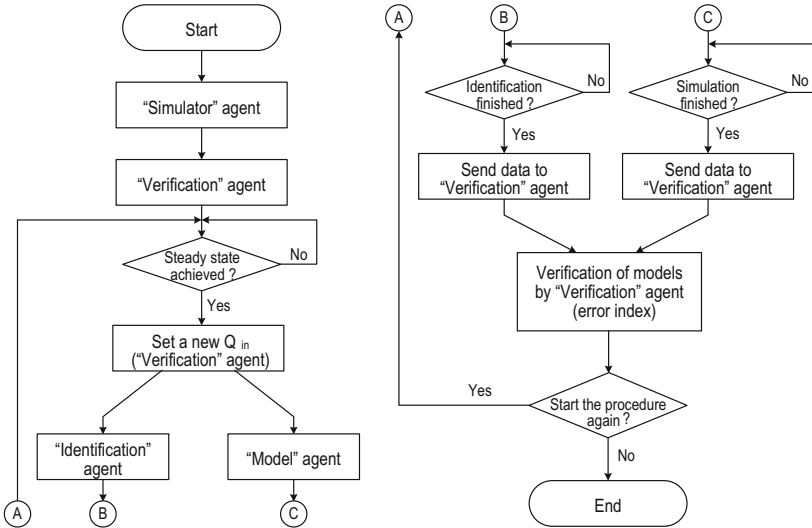 Start
“Simulator” agent
“Verification” agent
Steady state
achieved ?
No
Yes
Set a new Q in
(“Verification” agent)
“Identification”
agent
“Model” agent
A
B
C
A
B
C
Identification
finished ?
No
Yes
Simulation
finished ?
No
Yes
Send data to
“Verification” agent
Send data to
“Verification” agent
Verification of models
by “Verification” agent
(error index)
Yes
Start the procedure
again ?
No
End